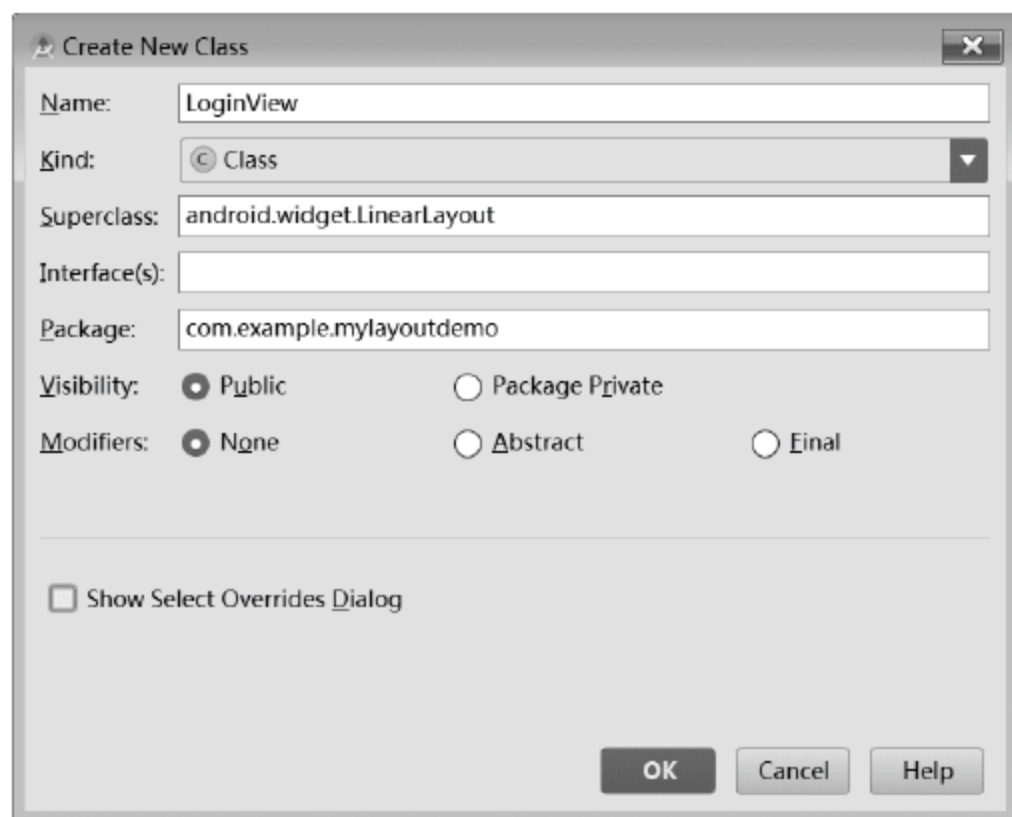 Create New Class
Name: LoginView
Kind: C Class
Superclass: android.widget.LinearLayout
Interface(s):
Package: com.example.mylayoutdemo
Visibility: Public Package Private
Modifiers: None Abstract Final
Show Select Overrides Dialog
OK Cancel Help